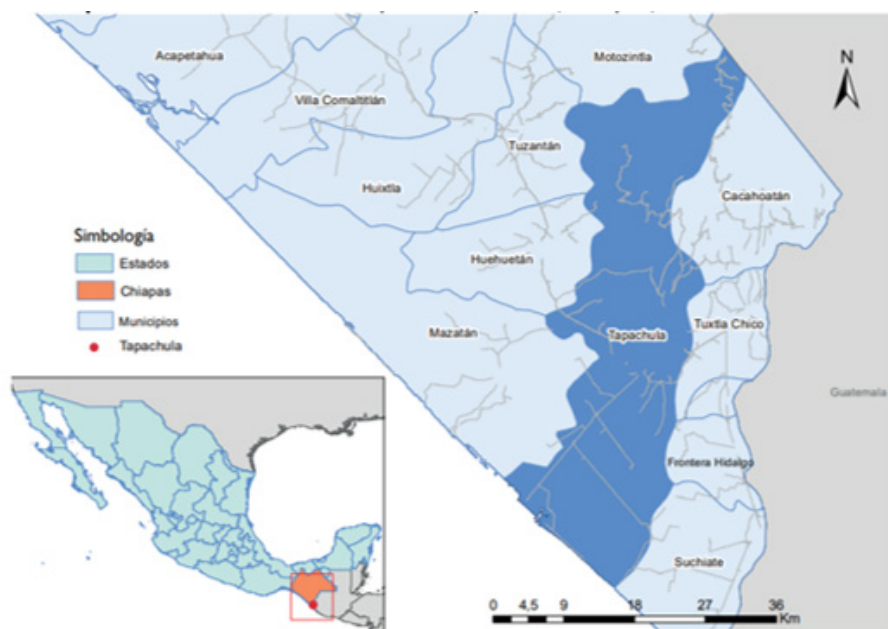 Acapetahua
Motozintla
N
Villa Comaltitlán
Tuzantán
Huixtla
Cacahoatán
Simbología
Estados
Chiapas
Municipios
Tapachula
Huehuetán
Mazatán
Tapachula
Tuxtla Chico
Guatemala
Frontera Hidalgo
Suchiate
0 4,5 9 18 27 36
Km